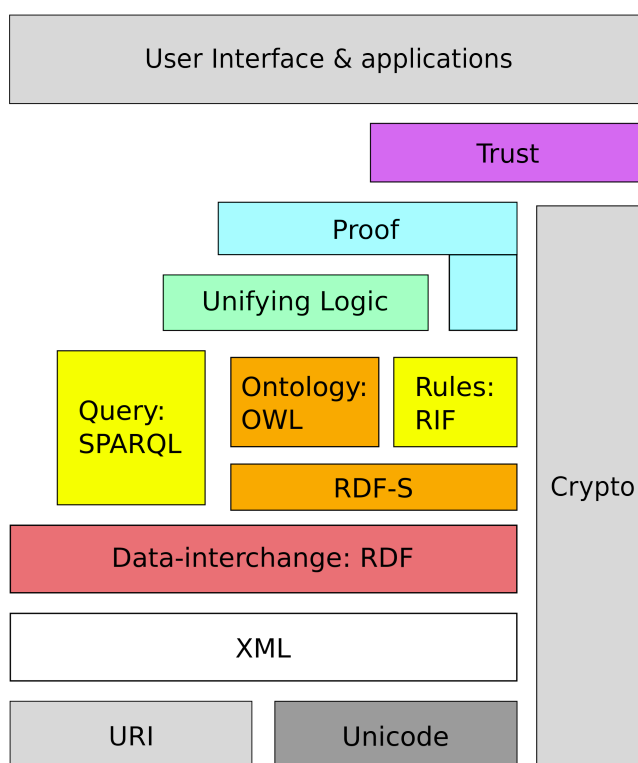 User Interface & applications
Trust
Proof
Unifying Logic
Query:
SPARQL
Ontology:
OWL
Rules:
RIF
RDF-S
Crypto
Data-interchange: RDF
XML
URI
Unicode